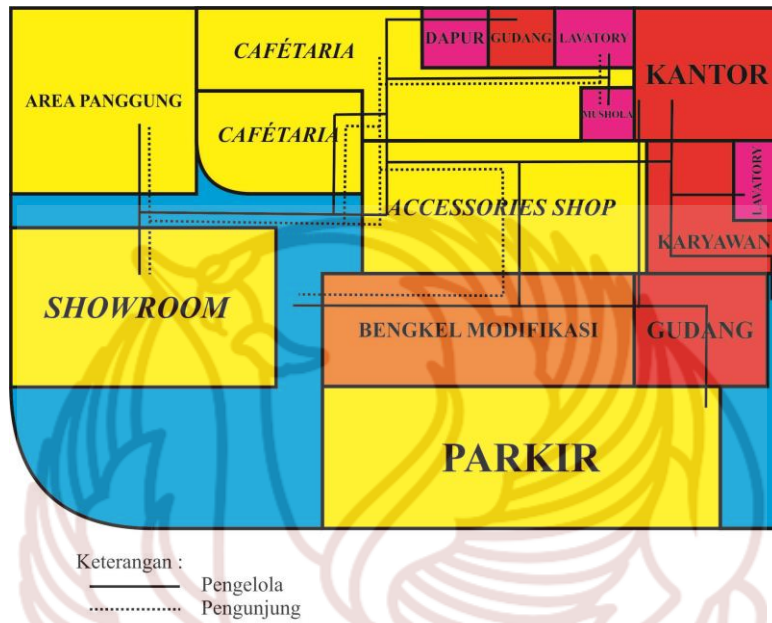 DAPUR
GUDANG
LAVATORY
CAFÉTARIA
KANTOR
AREA PANGGUNG
MUSHOLA
CAFÉTARIA
LAVATORY
ACCESSORIES SHOP
KARYAWAN
SHOWROOM
BENGKEL MODIFIKASI
GUDANG
PARKIR
Keterangan :
Pengelola
Pengunjung